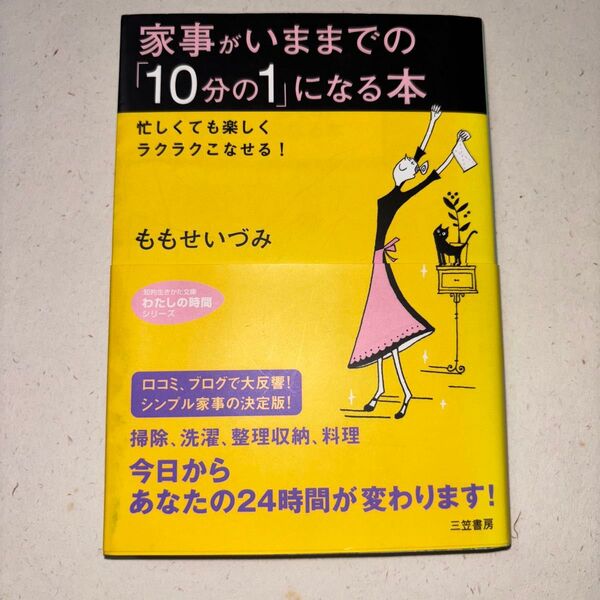 家事がいままでの
「10分の1」になる本
忙しくても楽しく
ラクラクこなせる!
ももせいづみ
知的生きかた文庫
わたしの時間
シリーズ
口コミ、ブログで大反響!
シンプル家事の決定版!
掃除、洗濯、整理収納、料理
今日から
あなたの24時間が変わります!
三笠書房